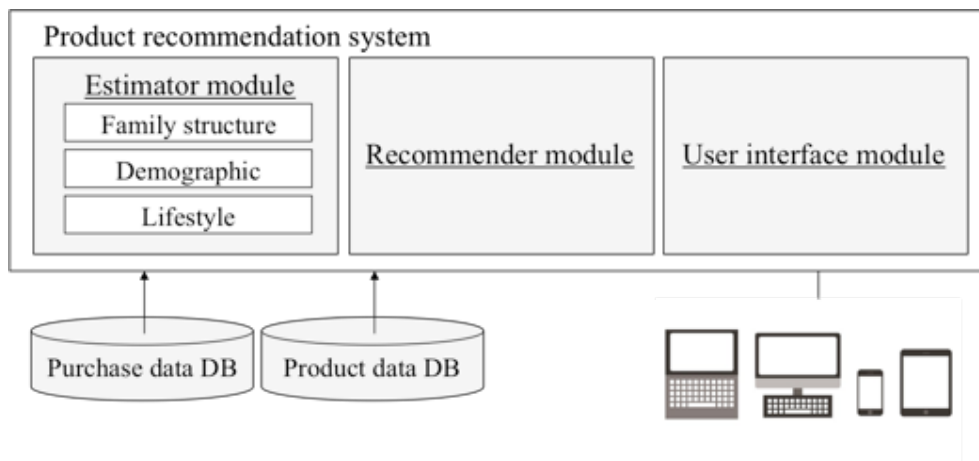 Product recommendation system
Estimator module
Family structure
Demographic
Lifestyle
Recommender module
User interface module
Purchase data DB
Product data DB